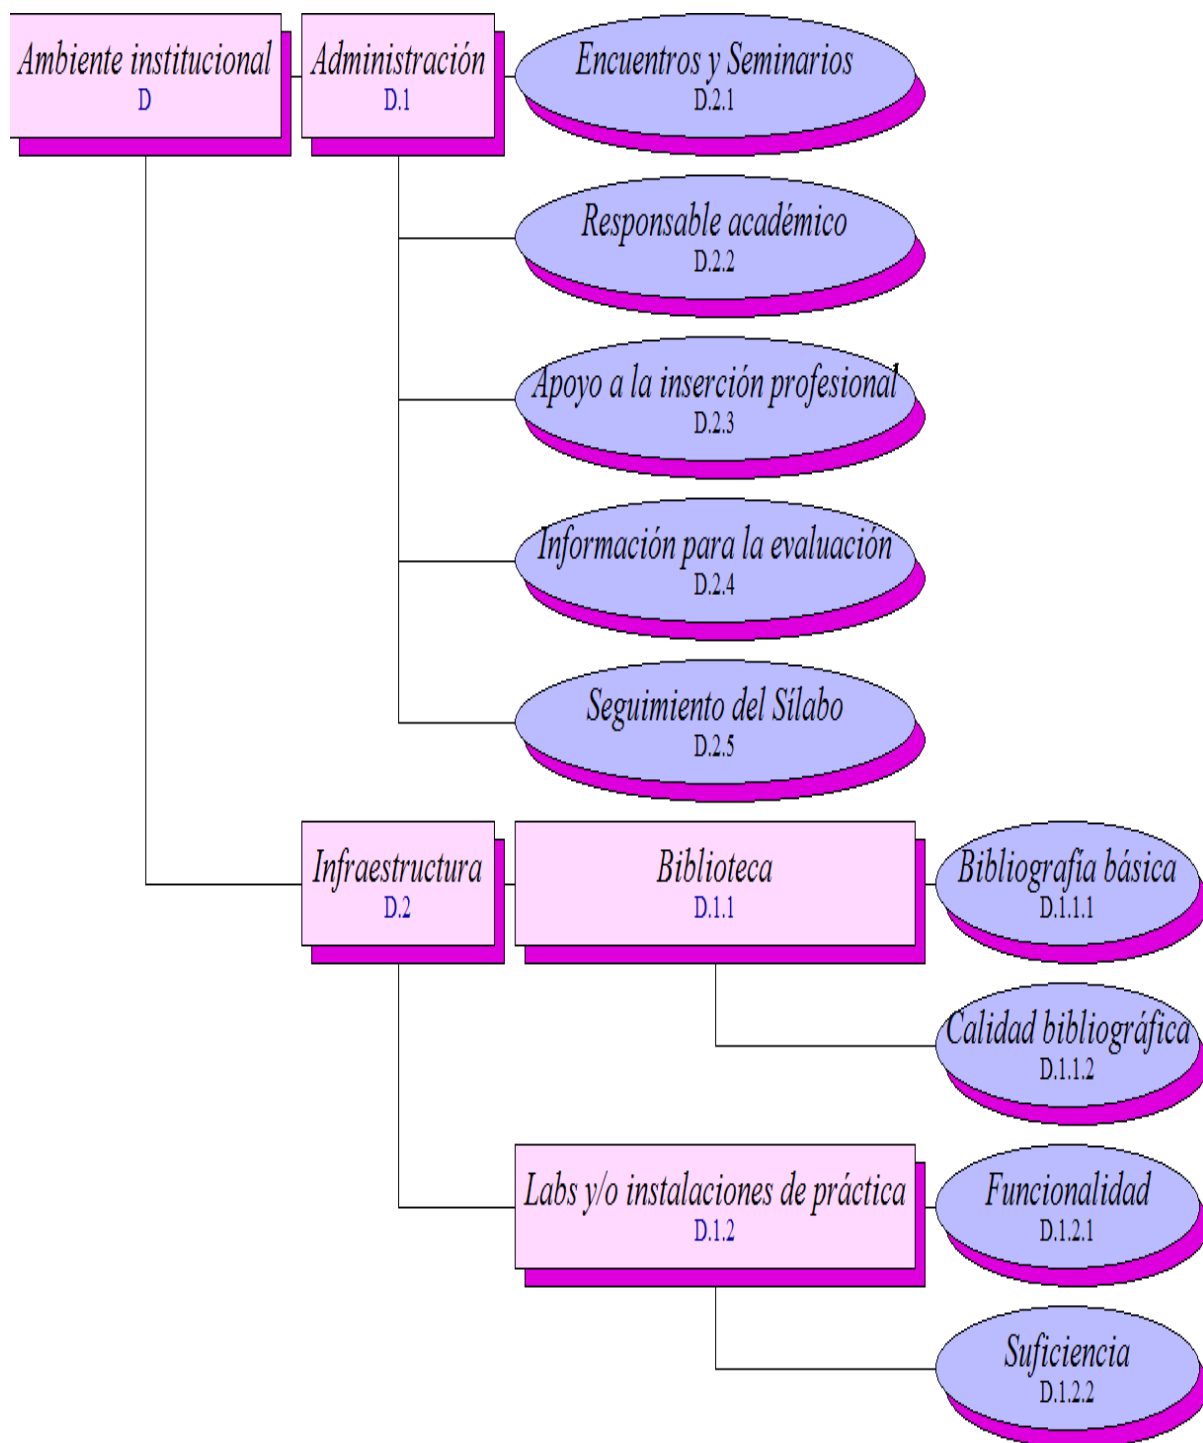 Ambiente institucional
D
Administración
D.1
Encuentros y Seminarios
D.2.1
Responsable académico
D.2.2
Apoyo a la inserción profesional
D.2.3
Información para la evaluación
D.2.4
Seguimiento del Sílabo
D.2.5
Infraestructura
D.2
Biblioteca
D.1.1
Bibliografía básica
D.1.1.1
Calidad bibliográfica
D.1.1.2
Labs y/o instalaciones de práctica
D.1.2
Funcionalidad
D.1.2.1
Suficiencia
D.1.2.2